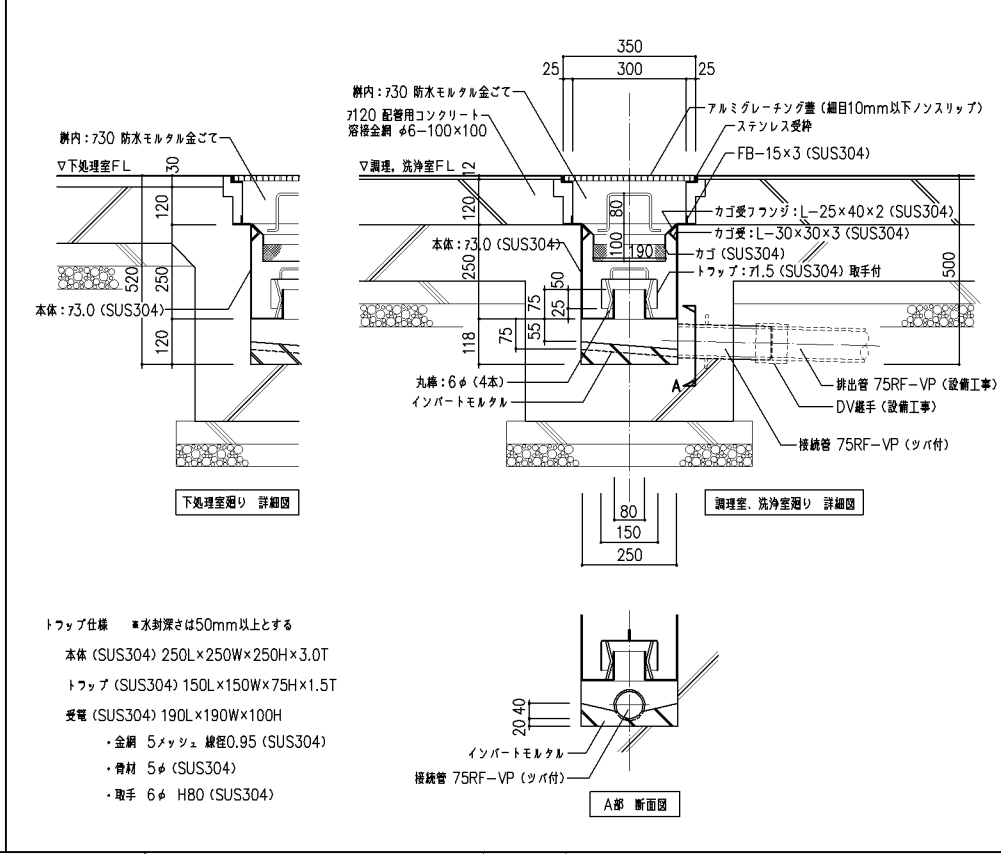 350
25 300 25
桝内：ｱ30 防水モルタル金ごて
ｱ120 配管用コンクリート
溶接金網 φ6-100×100
アルミグレーチング蓋（細目10mm以下ノンスリップ）
ステンレス受枠
FB-15×3（SUS304）
桝内：ｱ30 防水モルタル金ごて
▽下処理室FL
30
▽調理，洗浄室FL
12
120
120
80
カゴ受フランジ：L-25×40×2（SUS304）
カゴ受：L-30×30×3（SUS304）
本体：ｱ3.0（SUS304）
100
190
カゴ（SUS304）
トラップ：ｱ1.5（SUS304）取手付
520
250
250
500
50
75
25
本体：ｱ3.0（SUS304）
120
118
75
55
丸棒：6φ（4本）
インバートモルタル
A
排出管 75RF-VP（設備工事）
DV継手（設備工事）
接続管 75RF-VP（ツバ付）
下処理室廻り 詳細図
調理室、洗浄室廻り 詳細図
80
150
250
トラップ仕様 ※水封深さは50mm以上とする
本体（SUS304）250L×250W×250H×3.0T
トラップ（SUS304）150L×150W×75H×1.5T
受篭（SUS304）190L×190W×100H
・金網 5メッシュ 線径0.95（SUS304）
・骨材 5φ（SUS304）
・取手 6φ H80（SUS304）
40
20
インバートモルタル
接続管 75RF-VP（ツバ付）
A部 断面図